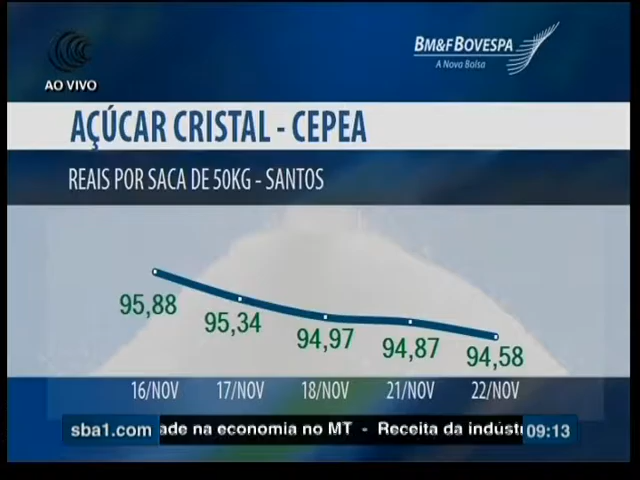 BM&FBOVESPA
A Nova Bolsa
AO VIVO
AÇÚCAR CRISTAL - CEPEA
REAIS POR SACA DE 50KG - SANTOS
95,88
95,34
94,97
94,87
94,58
16/NOV 17/NOV 18/NOV 21/NOV 22/NOV
sba1.com ade na economia no MT - Receita da indúst 09:13